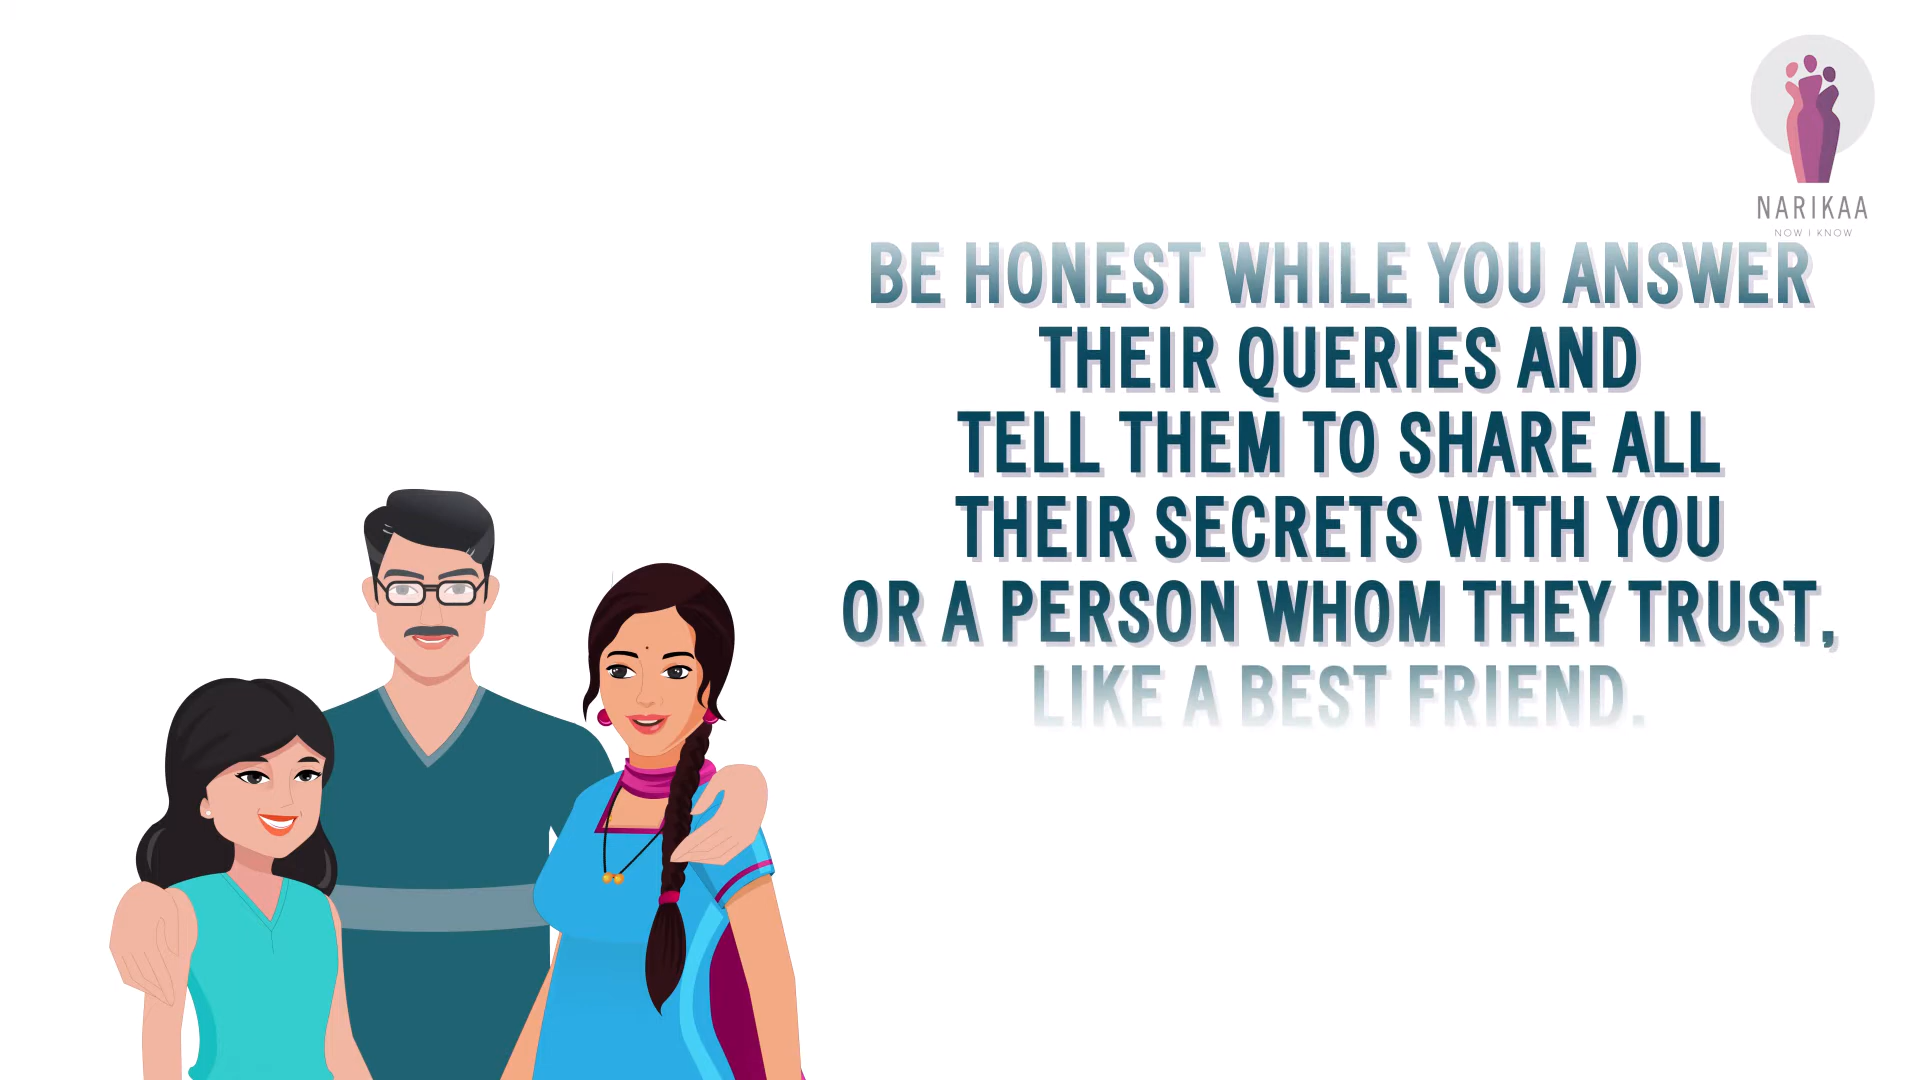 NARIKAA
NOW I KNOW
BE HONEST WHILE YOU ANSWER
THEIR QUERIES AND
TELL THEM TO SHARE ALL
THEIR SECRETS WITH YOU
OR A PERSON WHOM THEY TRUST,
LIKE A BEST FRIEND.